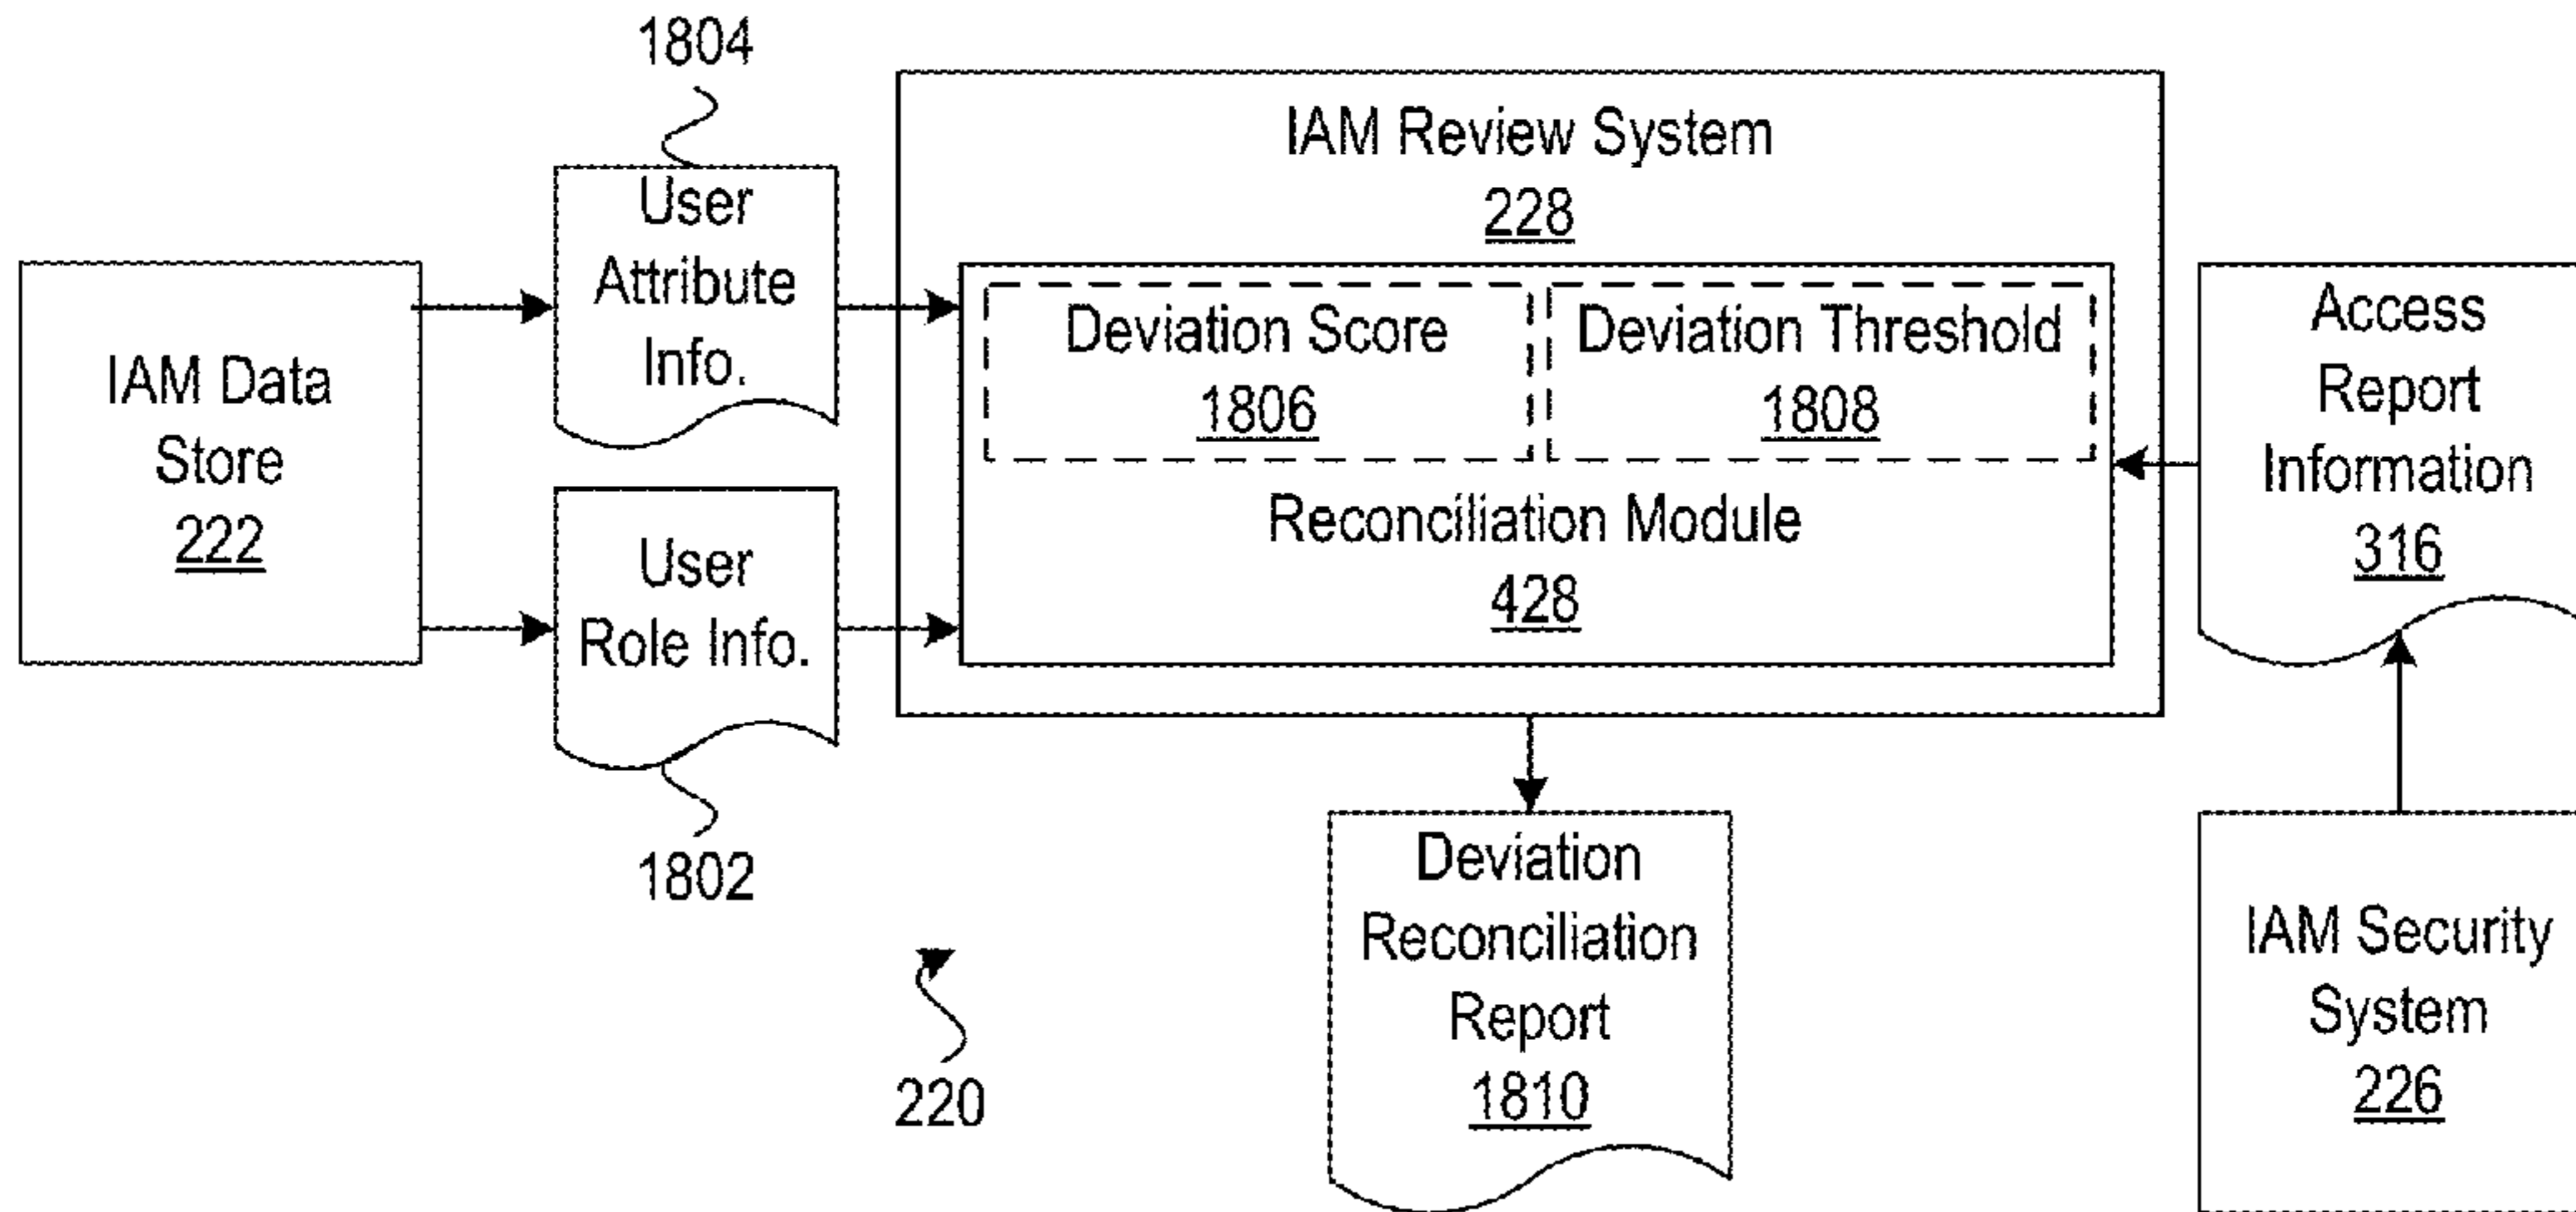 1804
User
Attribute
Info.
IAM Data
Store
222
User
Role Info.
1802
IAM Review System
228
Deviation Score
1806
Deviation Threshold
1808
Reconciliation Module
428
Access
Report
Information
316
Deviation
Reconciliation
Report
1810
IAM Security
System
226
220